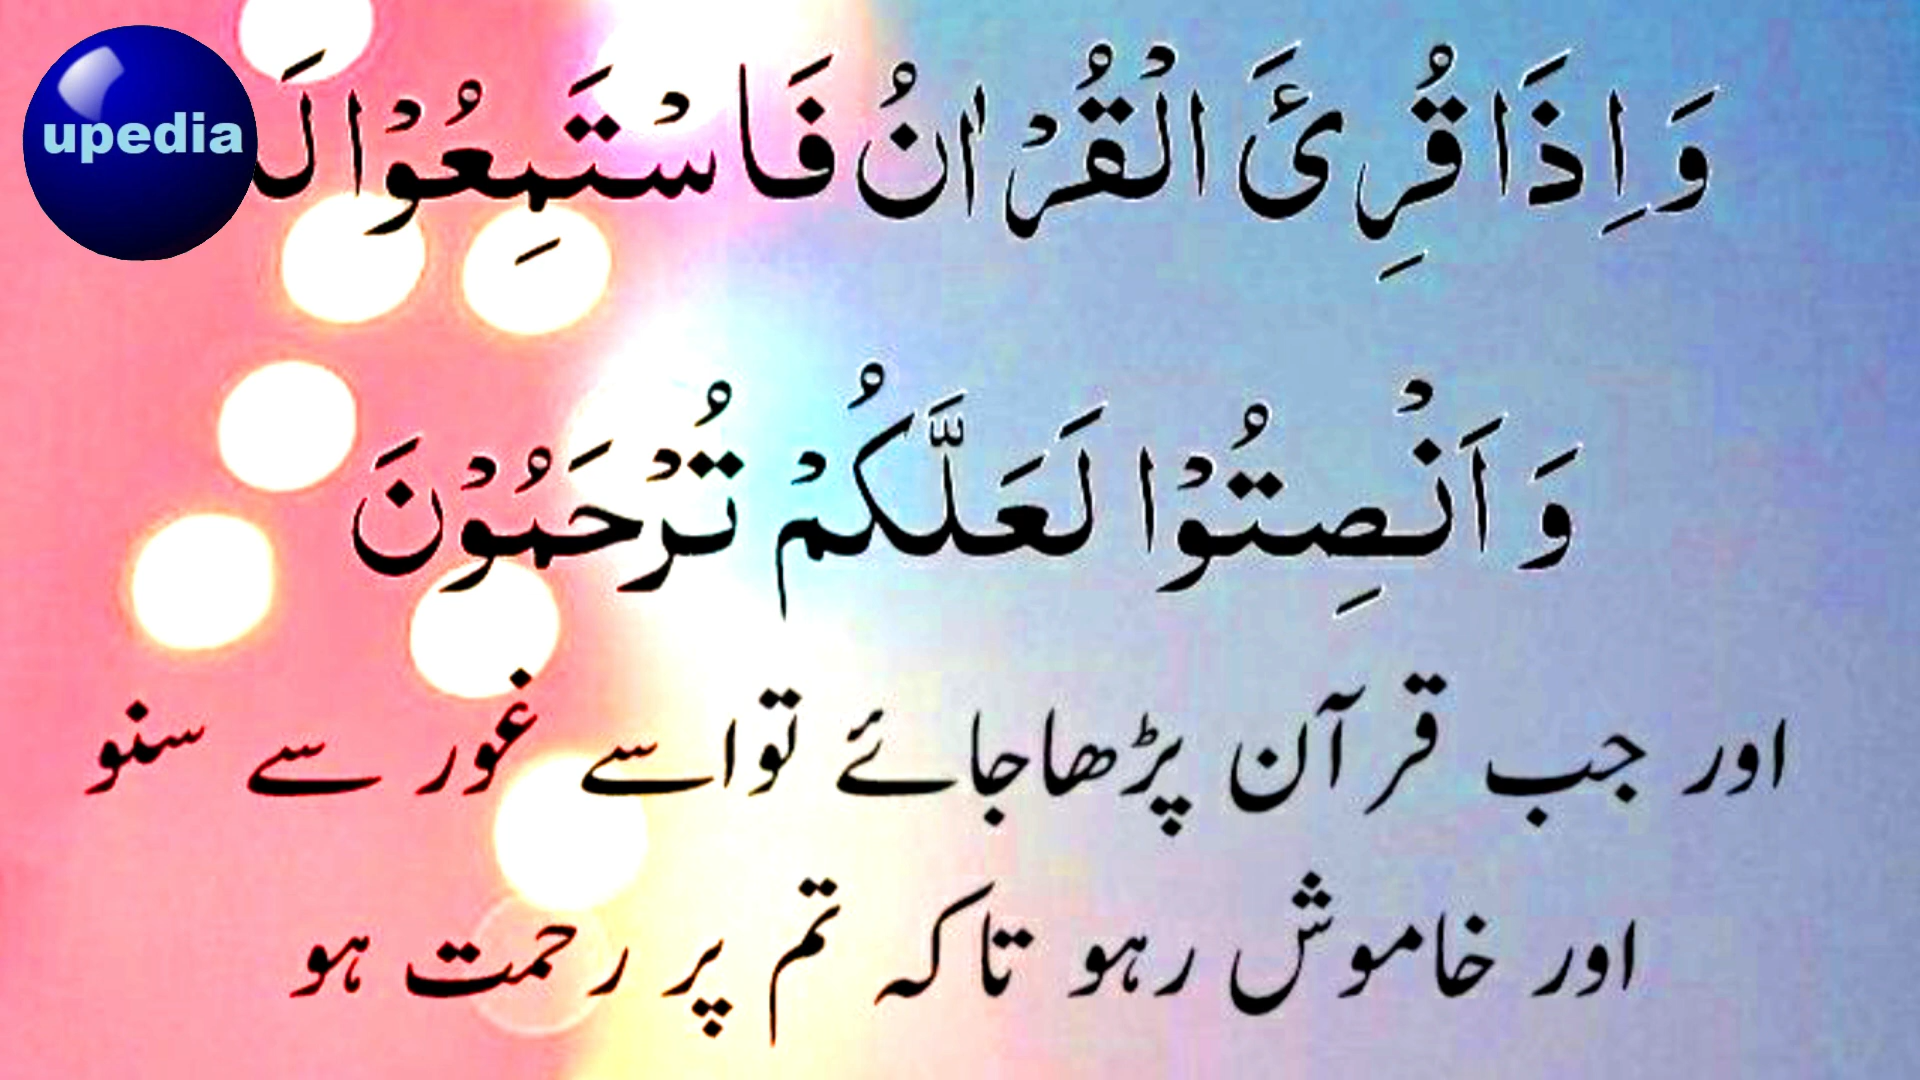 upedia
وَ اِذَا قُرِئَ الْقُرْاٰنُ فَاسْتَمِعُوْا لَ
وَ اَنْصِتُوْا لَعَلَّكُمْ تُرْحَمُوْنَ
اور جب قرآن پڑھا جائے تو اسے غور سے سنو
اور خاموش رہو تاکہ تم پر رحمت ہو